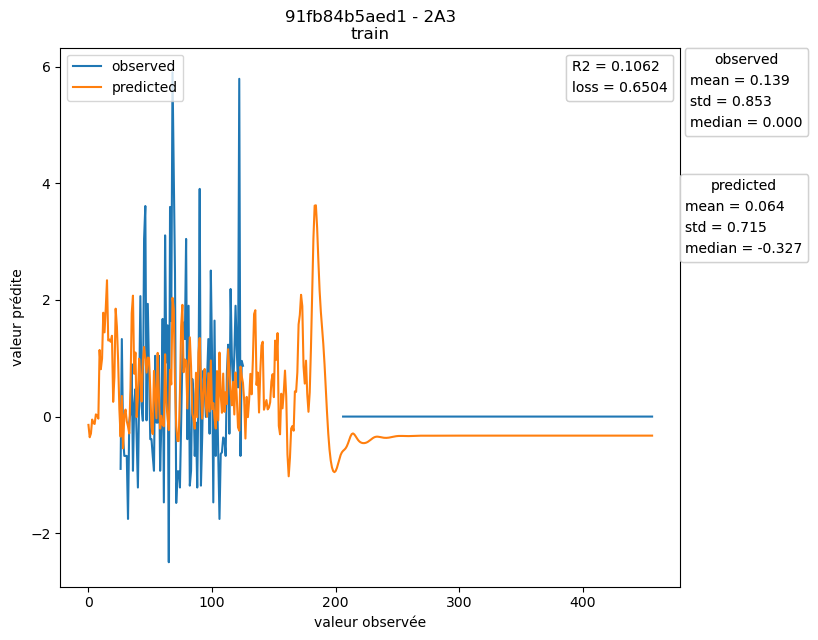 91fb84b5aed1 - 2A3
train
observed
predicted
R2 = 0.1062
loss = 0.6504
observed
mean = 0.139
std = 0.853
median = 0.000
predicted
mean = 0.064
std = 0.715
median = -0.327
valeur prédite
6
4
2
0
−2
0
100
200
300
400
valeur observée